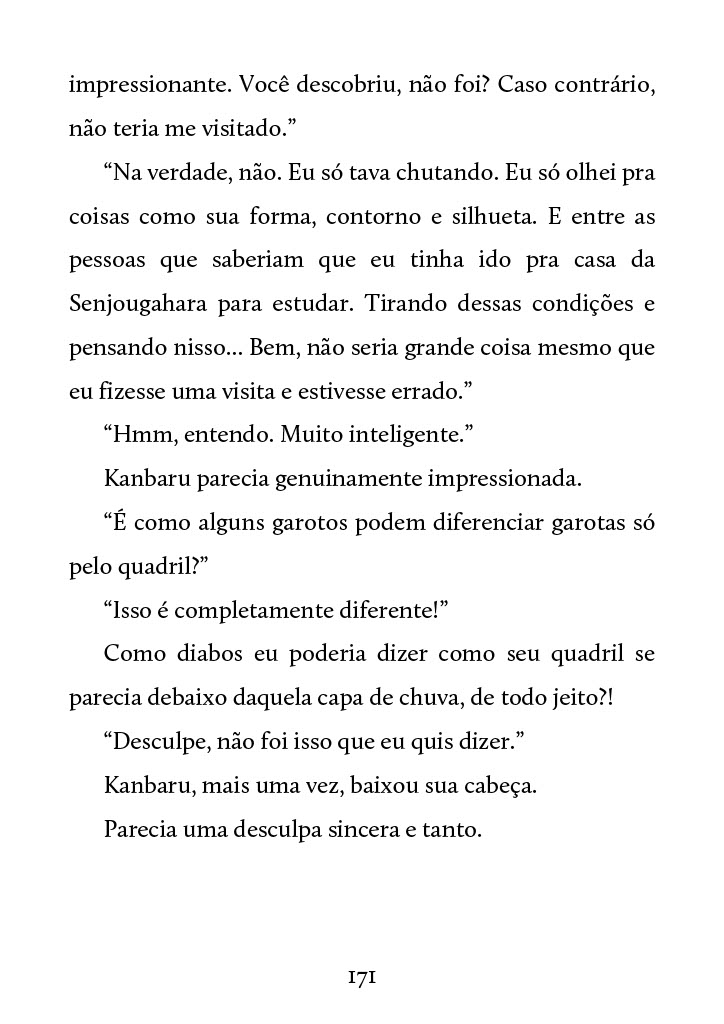 impressionante. Você descobriu, não foi? Caso contrário,
não teria me visitado.”
“Na verdade, não. Eu só tava chutando. Eu só olhei pra
coisas como sua forma, contorno e silhueta. E entre as
pessoas que saberiam que eu tinha ido pra casa da
Senjougahara para estudar. Tirando dessas condições e
pensando nisso... Bem, não seria grande coisa mesmo que
eu fizesse uma visita e estivesse errado.”
“Hmm, entendo. Muito inteligente.”
Kanbaru parecia genuinamente impressionada.
“É como alguns garotos podem diferenciar garotas só
pelo quadril?”
“Isso é completamente diferente!”
Como diabos eu poderia dizer como seu quadril se
parecia debaixo daquela capa de chuva, de todo jeito?!
“Desculpe, não foi isso que eu quis dizer.”
Kanbaru, mais uma vez, baixou sua cabeça.
Parecia uma desculpa sincera e tanto.
171